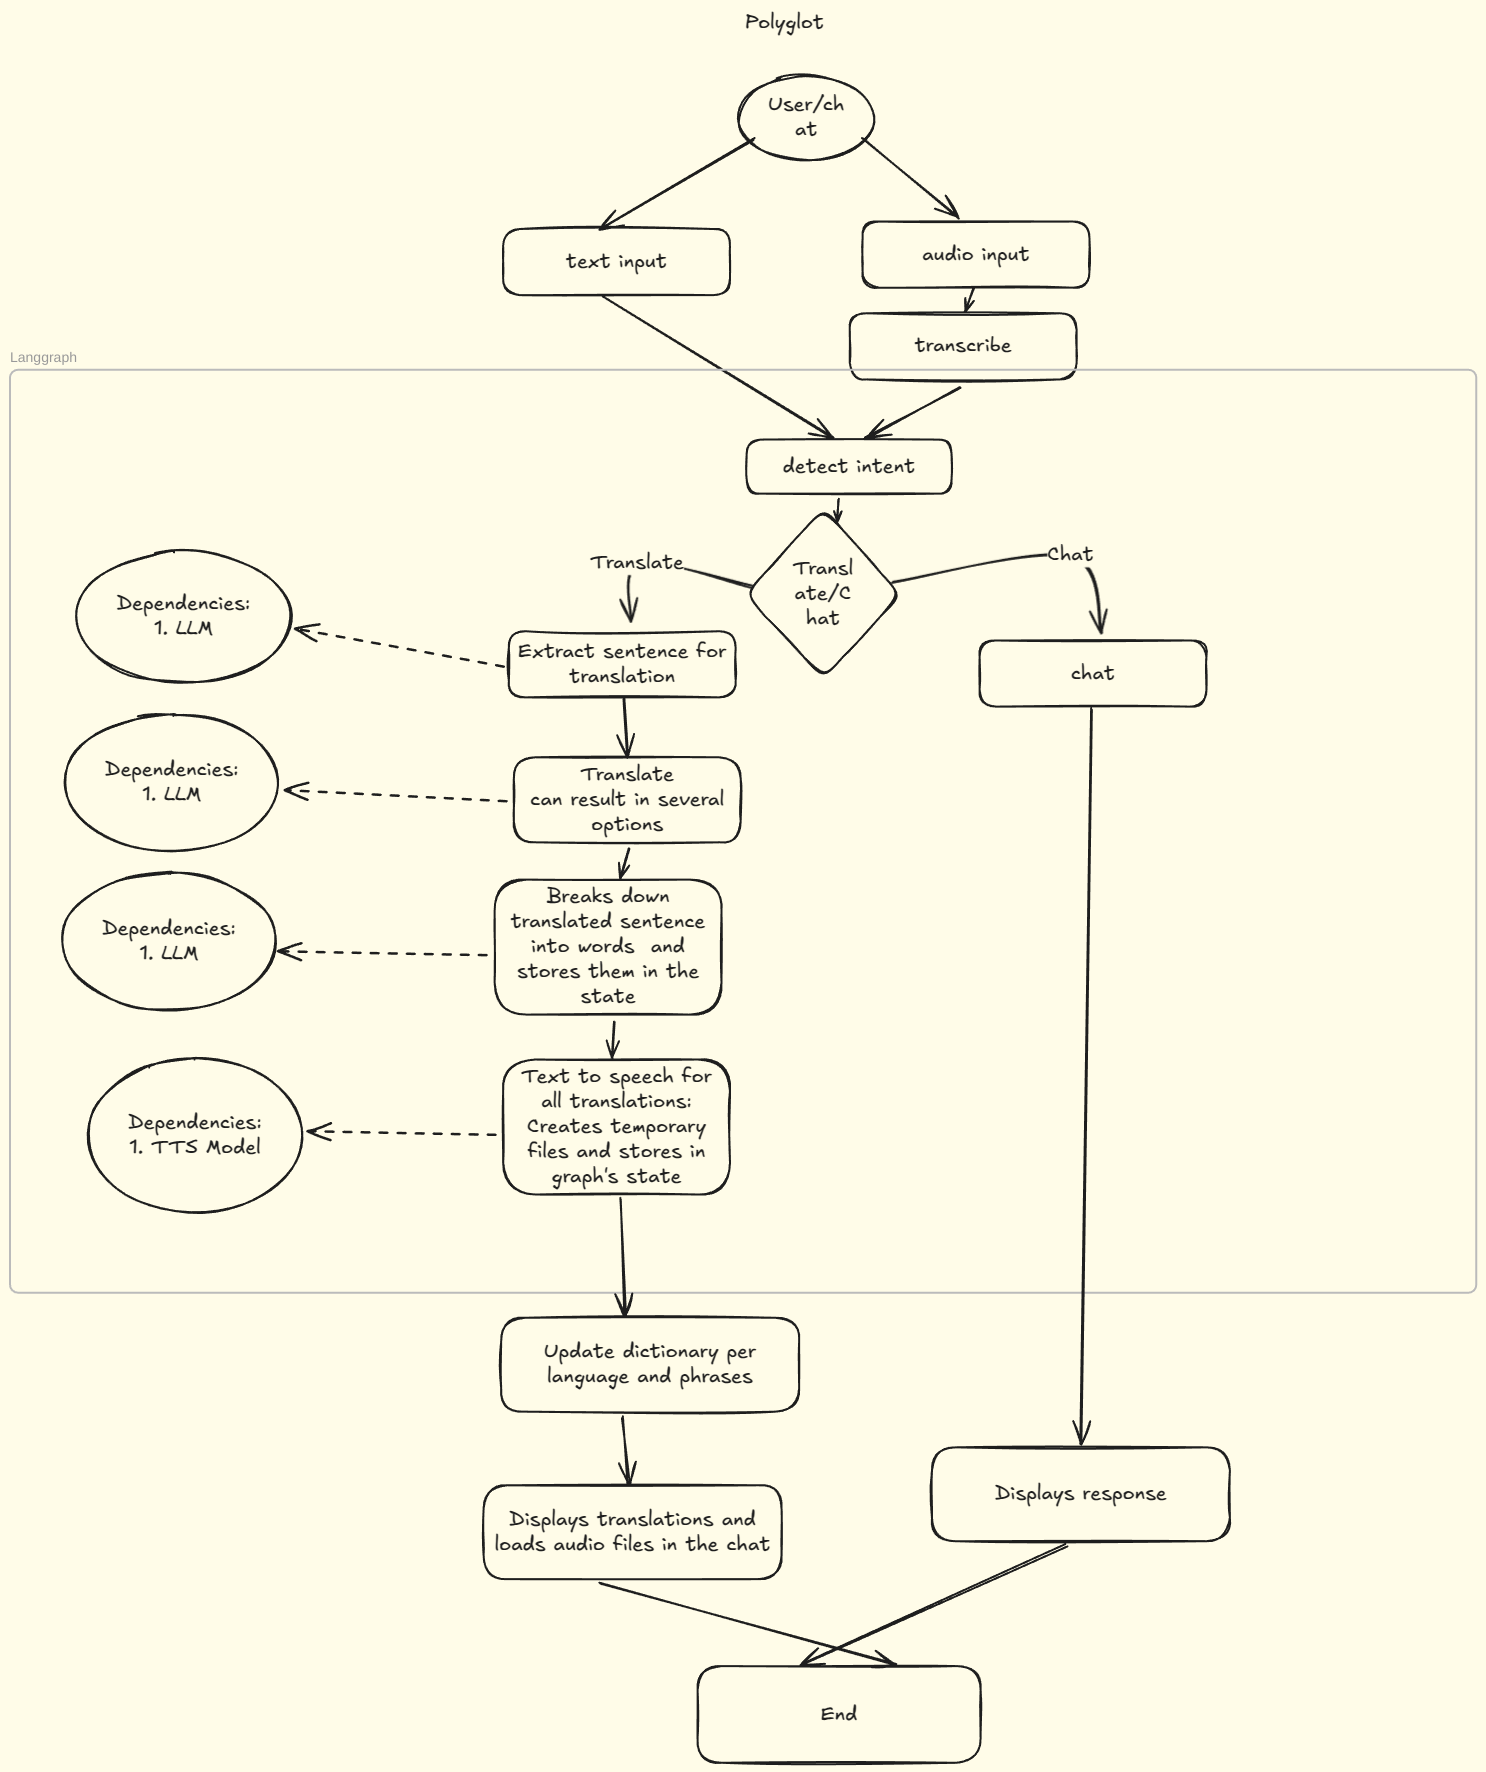 Polyglot
User/ch
at
text input
audio input
transcribe
Langgraph
detect intent
Transl
ate/C
hat
Translate
Chat
Dependencies:
1. LLM
Extract sentence for
translation
chat
Dependencies:
1. LLM
Translate
can result in several
options
Dependencies:
1. LLM
Breaks down
translated sentence
into words  and
stores them in the
state
Dependencies:
1. TTS Model
Text to speech for
all translations:
Creates temporary
files and stores in
graph's state
Update dictionary per
language and phrases
Displays translations and
loads audio files in the chat
Displays response
End